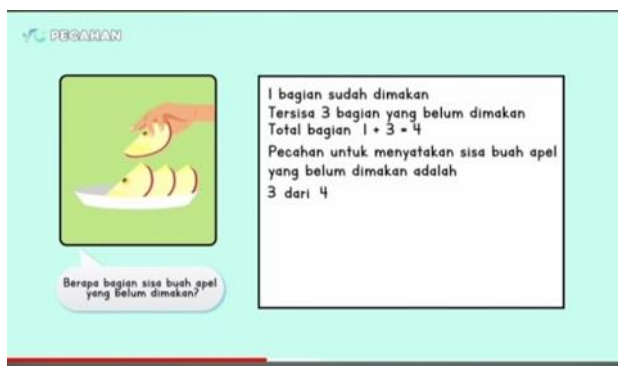 PECAHAN
1 bagian sudah dimakan
Tersisa 3 bagian yang belum dimakan
Total bagian 1 + 3 = 4
Pecahan untuk menyatakan sisa buah apel
yang belum dimakan adalah
3 dari 4
Berapa bagian sisa buah apel
yang belum dimakan?